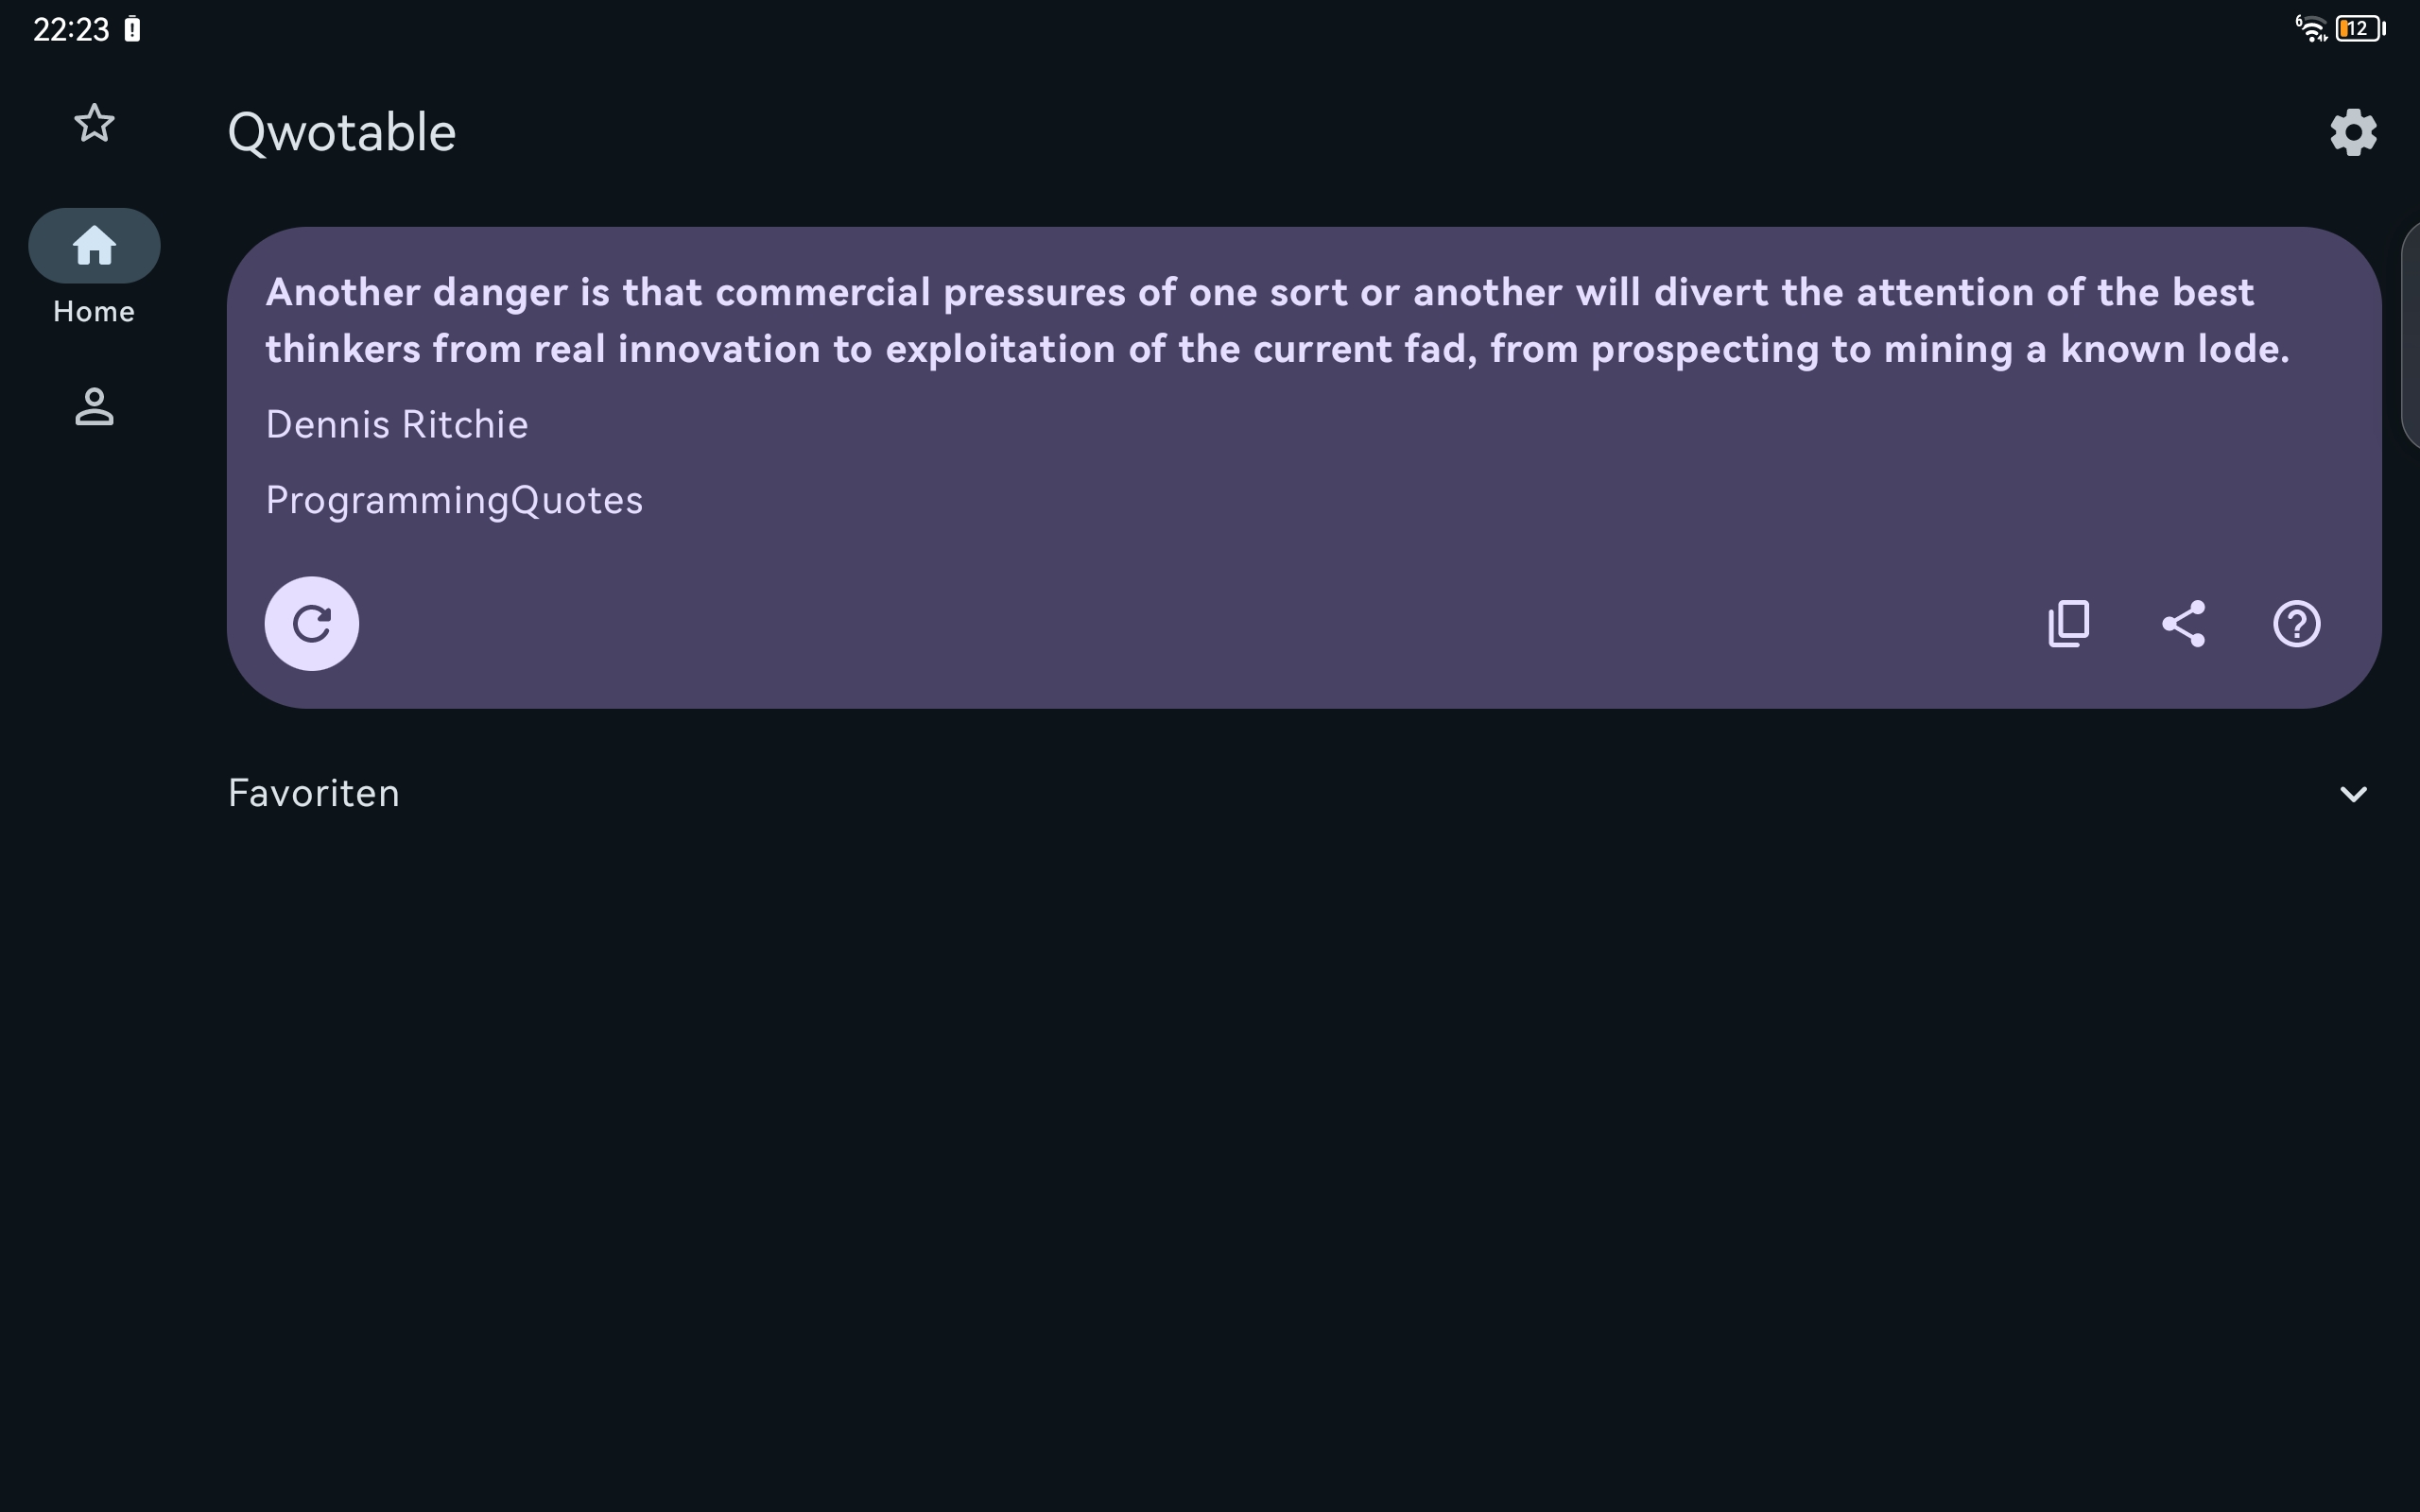 22:23
6
12
Qwotable
Home
Another danger is that commercial pressures of one sort or another will divert the attention of the best
thinkers from real innovation to exploitation of the current fad, from prospecting to mining a known lode.
Dennis Ritchie
ProgrammingQuotes
Favoriten